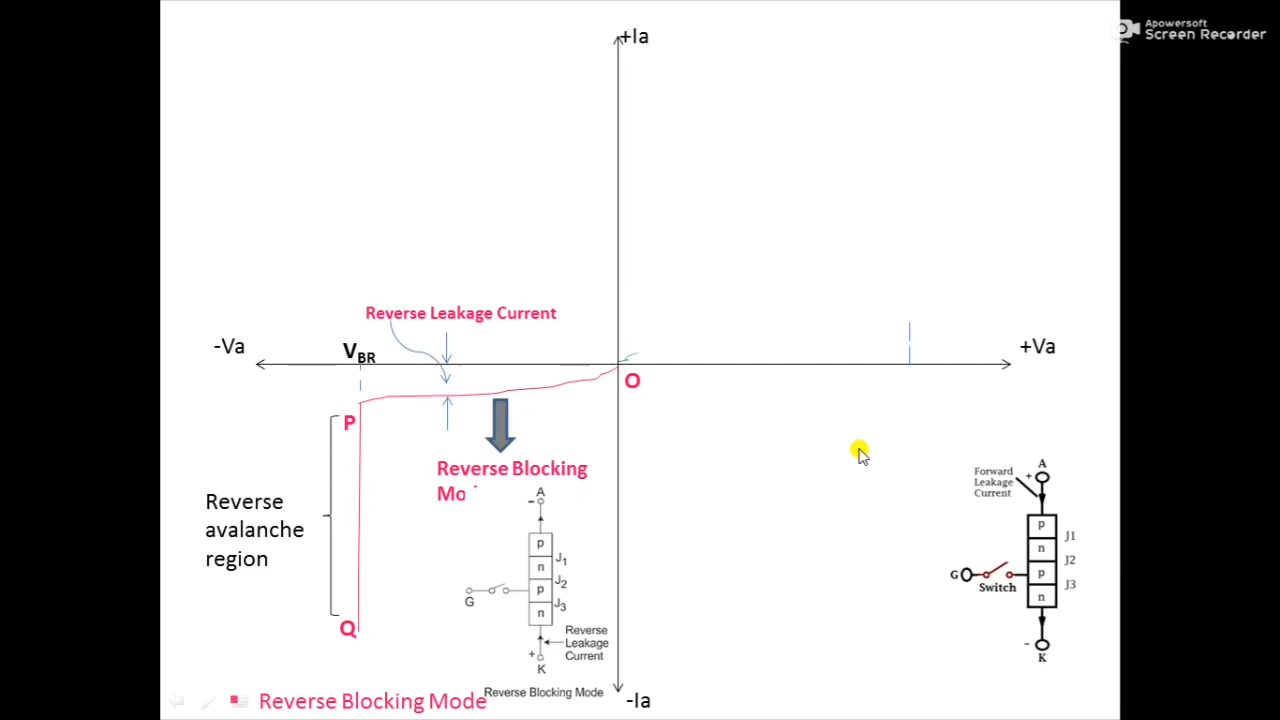 Apowersoft
Screen Recorder
+Ia
Reverse Leakage Current
-Va
VBR
+Va
O
P
Reverse Blocking
Mo
Reverse
avalanche
region
Q
A
-
p
n
p
n
J1
J2
J3
G
Reverse
Leakage
Current
+
K
Reverse Blocking Mode
Forward
Leakage
Current
A
+
p
n
p
n
J1
J2
J3
G
Switch
-
K
Reverse Blocking Mode
-Ia